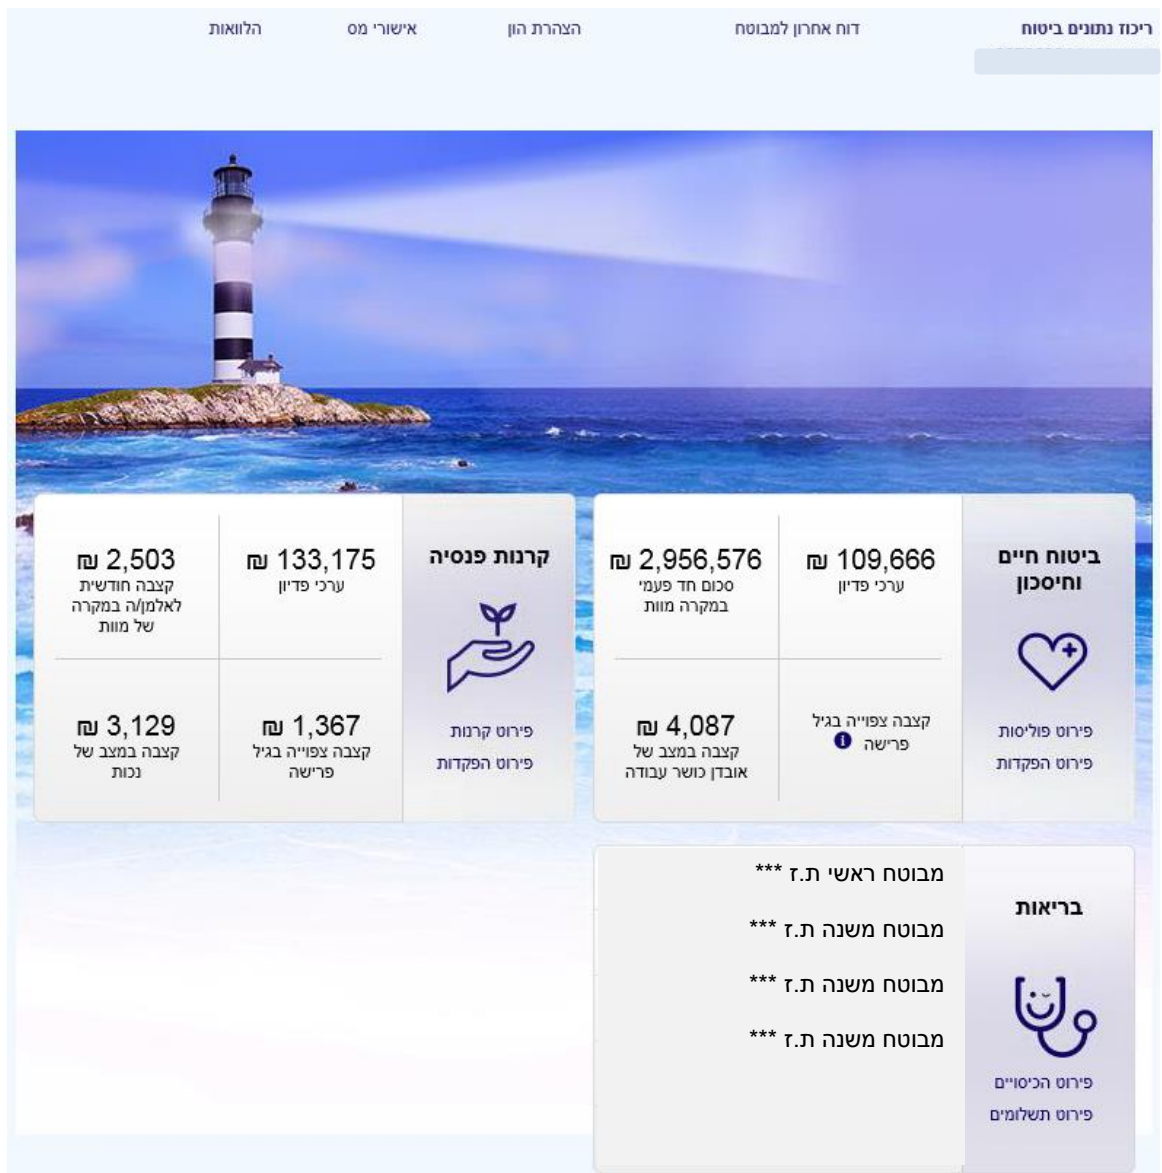 ריכוז נתונים ביטוח
דוח אחרון למבוטח
הצהרת הון
אישורי מס
הלוואות
ביטוח חיים
וחיסכון
פירוט פוליסות
פירוט הפקדות
109,666 ₪
ערכי פדיון
2,956,576 ₪
סכום חד פעמי
במקרה מוות
קצבה צפוייה בגיל
פרישה
4,087 ₪
קצבה במצב של
אובדן כושר עבודה
קרנות פנסיה
פירוט קרנות
פירוט הפקדות
133,175 ₪
ערכי פדיון
2,503 ₪
קצבה חודשית
לאלמן/ה במקרה
של מוות
1,367 ₪
קצבה צפוייה בגיל
פרישה
3,129 ₪
קצבה במצב של
נכות
בריאות
פירוט הכיסויים
פירוט תשלומים
מבוטח ראשי ת.ז ***
מבוטח משנה ת.ז ***
מבוטח משנה ת.ז ***
מבוטח משנה ת.ז ***